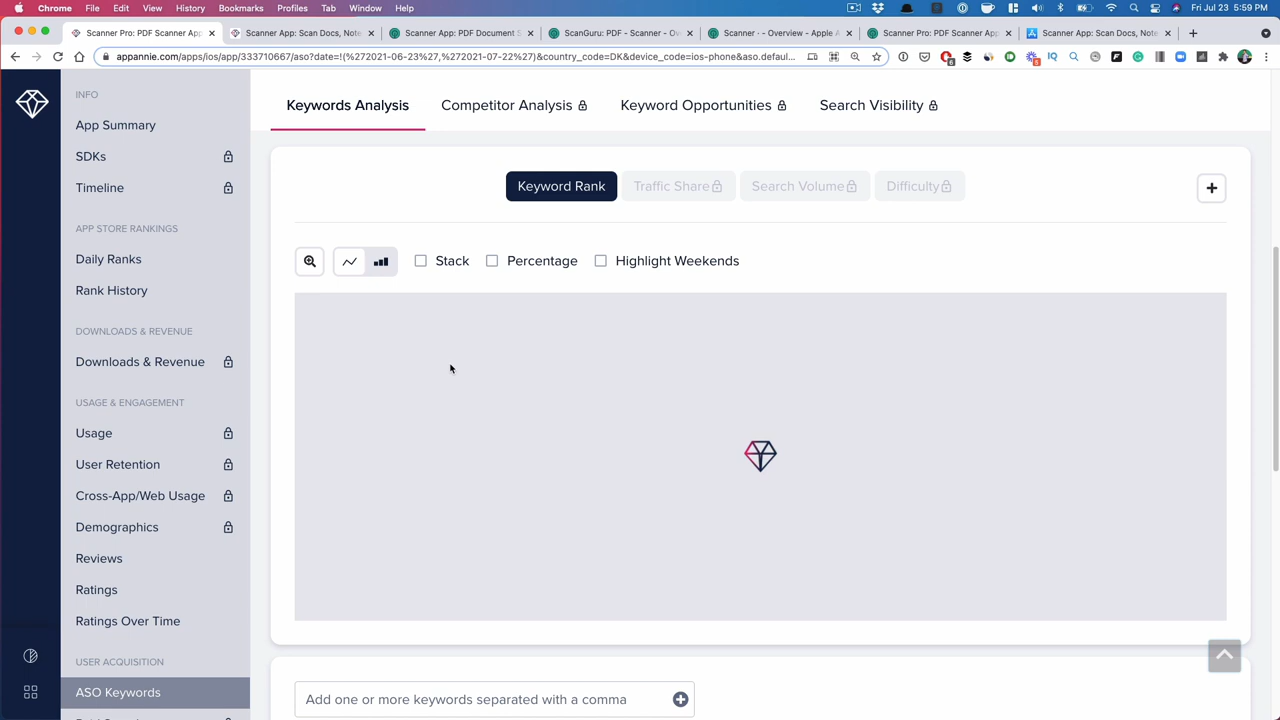 Chrome File Edit View History Bookmarks Profiles Tab Window Help
Fri Jul 23 5:59 PM
Scanner Pro: PDF Scanner App
Scanner App: Scan Docs, Note
Scanner App: PDF Document S
ScanGuru: PDF - Scanner - Ov
Scanner - - Overview - Apple A
Scanner Pro: PDF Scanner App
Scanner App: Scan Docs, Note
appannie.com/apps/ios/app/333710667/aso?date=!(%272021-06-23%27,%272021-07-22%27)&country_code=DK&device_code=ios-phone&aso.defaul...
INFO
App Summary
SDKs
Timeline
APP STORE RANKINGS
Daily Ranks
Rank History
DOWNLOADS & REVENUE
Downloads & Revenue
USAGE & ENGAGEMENT
Usage
User Retention
Cross-App/Web Usage
Demographics
Reviews
Ratings
Ratings Over Time
USER ACQUISITION
ASO Keywords
Keywords Analysis
Competitor Analysis
Keyword Opportunities
Search Visibility
Keyword Rank
Traffic Share
Search Volume
Difficulty
Stack
Percentage
Highlight Weekends
Add one or more keywords separated with a comma